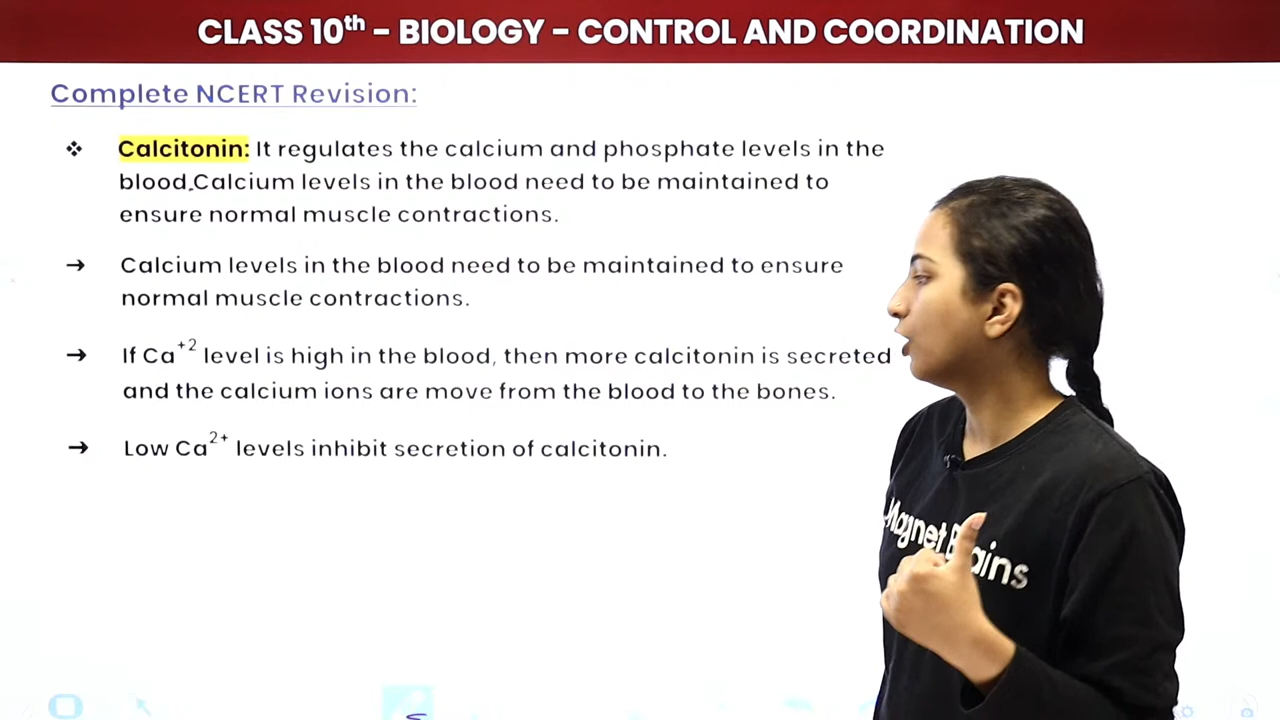 CLASS 10th - BIOLOGY - CONTROL AND COORDINATION
Complete NCERT Revision:
❖ Calcitonin: It regulates the calcium and phosphate levels in the
blood.Calcium levels in the blood need to be maintained to
ensure normal muscle contractions.
→ Calcium levels in the blood need to be maintained to ensure
normal muscle contractions.
→ If Ca+2 level is high in the blood, then more calcitonin is secreted
and the calcium ions are move from the blood to the bones.
→ Low Ca2+ levels inhibit secretion of calcitonin.
Magnet Brains